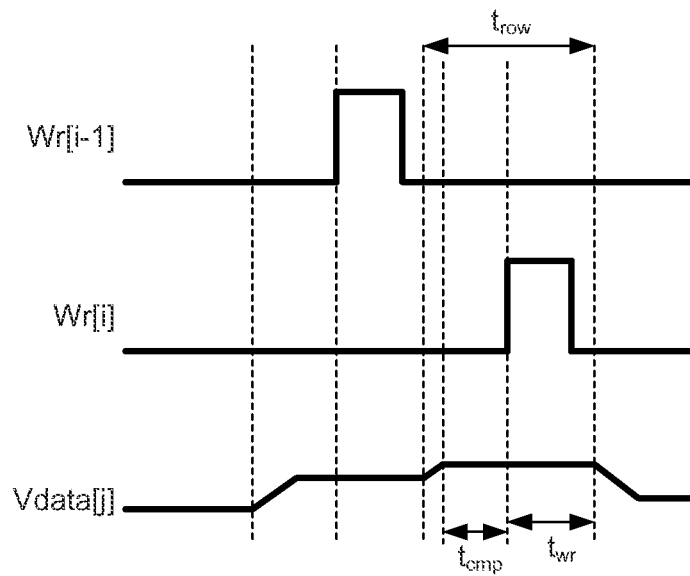 t_row
Wr[i-1]
Wr[i]
Vdata[j]
t_cmp
t_wr